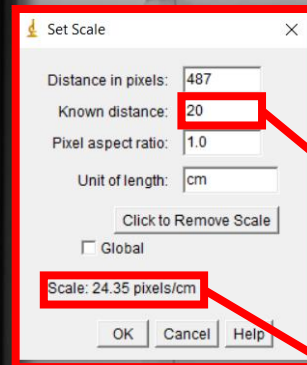 Set Scale
Distance in pixels: 487
Known distance: 20
Pixel aspect ratio: 1.0
Unit of length: cm
Click to Remove Scale
Global
Scale: 24.35 pixels/cm
OK Cancel Help